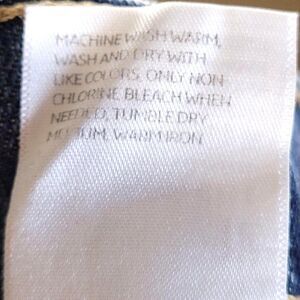 MACHINE WASH WARM,
WASH AND DRY WITH
LIKE COLORS, ONLY NON
CHLORINE BLEACH WHEN
NEEDED, TUMBLE DRY
MEDIUM, WARM IRON